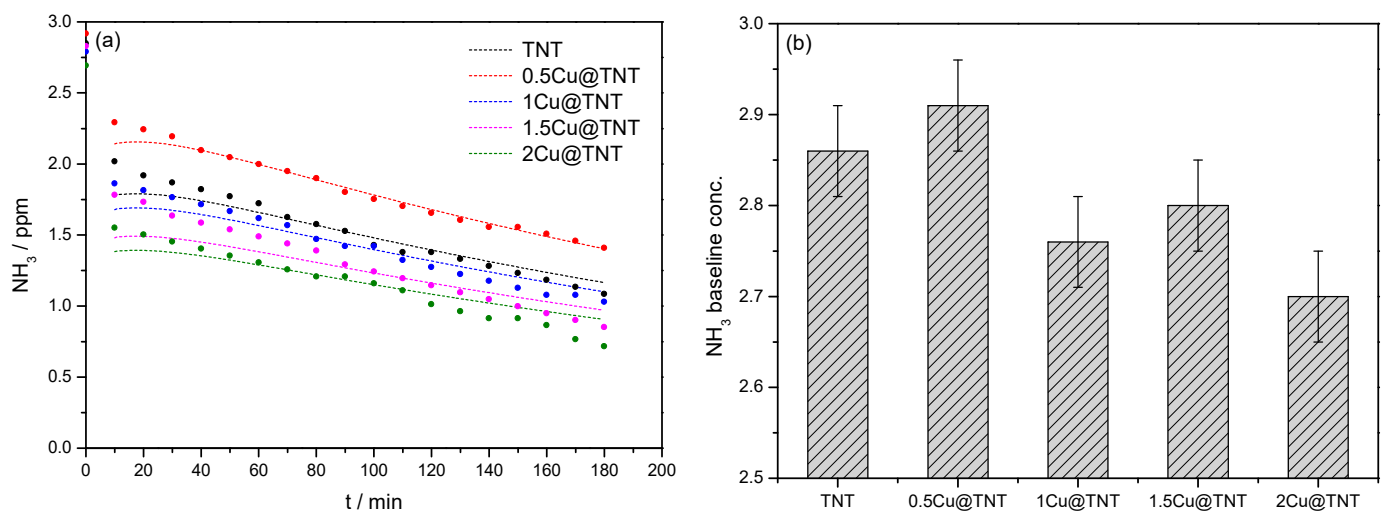 (a)
3.0
2.5
2.0
1.5
1.0
0.5
0.0
NH₃ / ppm
0 20 40 60 80 100 120 140 160 180 200
t / min
TNT
0.5Cu@TNT
1Cu@TNT
1.5Cu@TNT
2Cu@TNT
(b)
3.0
2.9
2.8
2.7
2.6
2.5
NH₃ baseline conc.
TNT 0.5Cu@TNT 1Cu@TNT 1.5Cu@TNT 2Cu@TNT